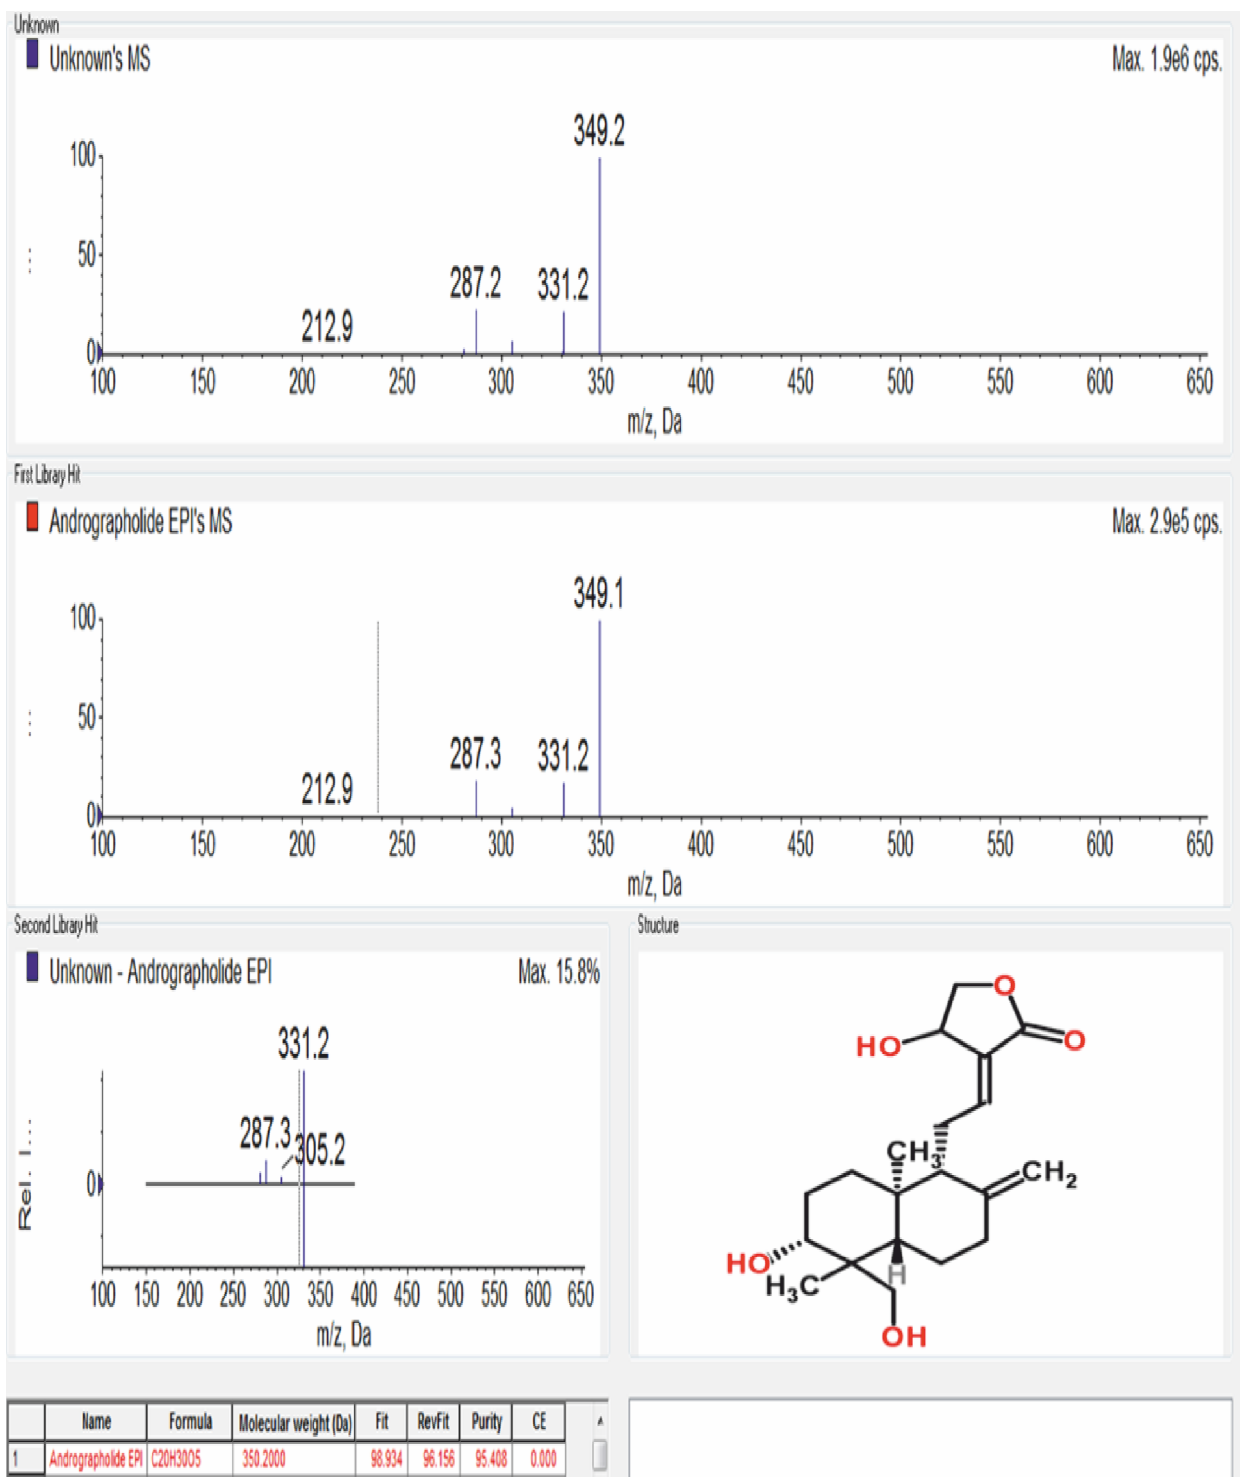 Unknown
Unknown's MS Max. 1.9e6 cps.
349.2
100
50
287.2 331.2
212.9
0
100 150 200 250 300 350 400 450 500 550 600 650
m/z, Da
First Library Hit
Andrographolide EPI's MS Max. 2.9e5 cps.
349.1
100
50
287.3 331.2
212.9
0
100 150 200 250 300 350 400 450 500 550 600 650
m/z, Da
Second Library Hit
Unknown - Andrographolide EPI Max. 15.8%
331.2
287.3 305.2
0
Rel. I...
100 150 200 250 300 350 400 450 500 550 600 650
m/z, Da
Structure
O
HO O
CH3
CH2
HO
H3C H
OH
Name Formula Molecular weight (Da) Fit RevFit Purity CE
1 Andrographolide EPI C20H30O5 350.2000 98.934 96.156 95.408 0.000